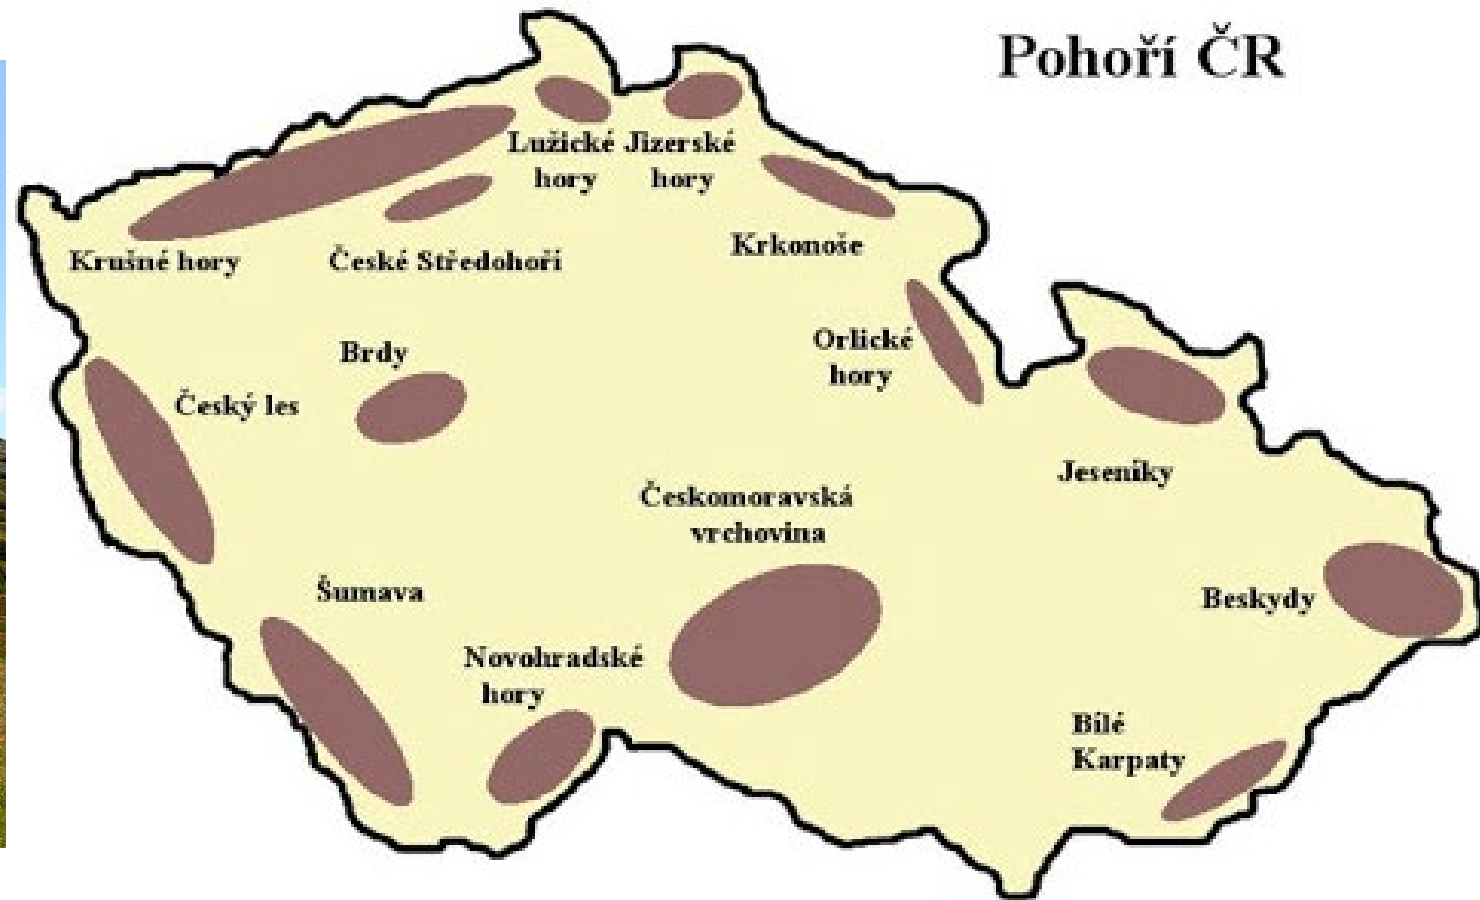 Pohoří ČR
Lužické
hory
Jizerské
hory
Krušné hory
České Středohoří
Krkonoše
Orlické
hory
Brdy
Český les
Jeseníky
Českomoravská
vrchovina
Šumava
Beskydy
Novohradské
hory
Bílé
Karpaty